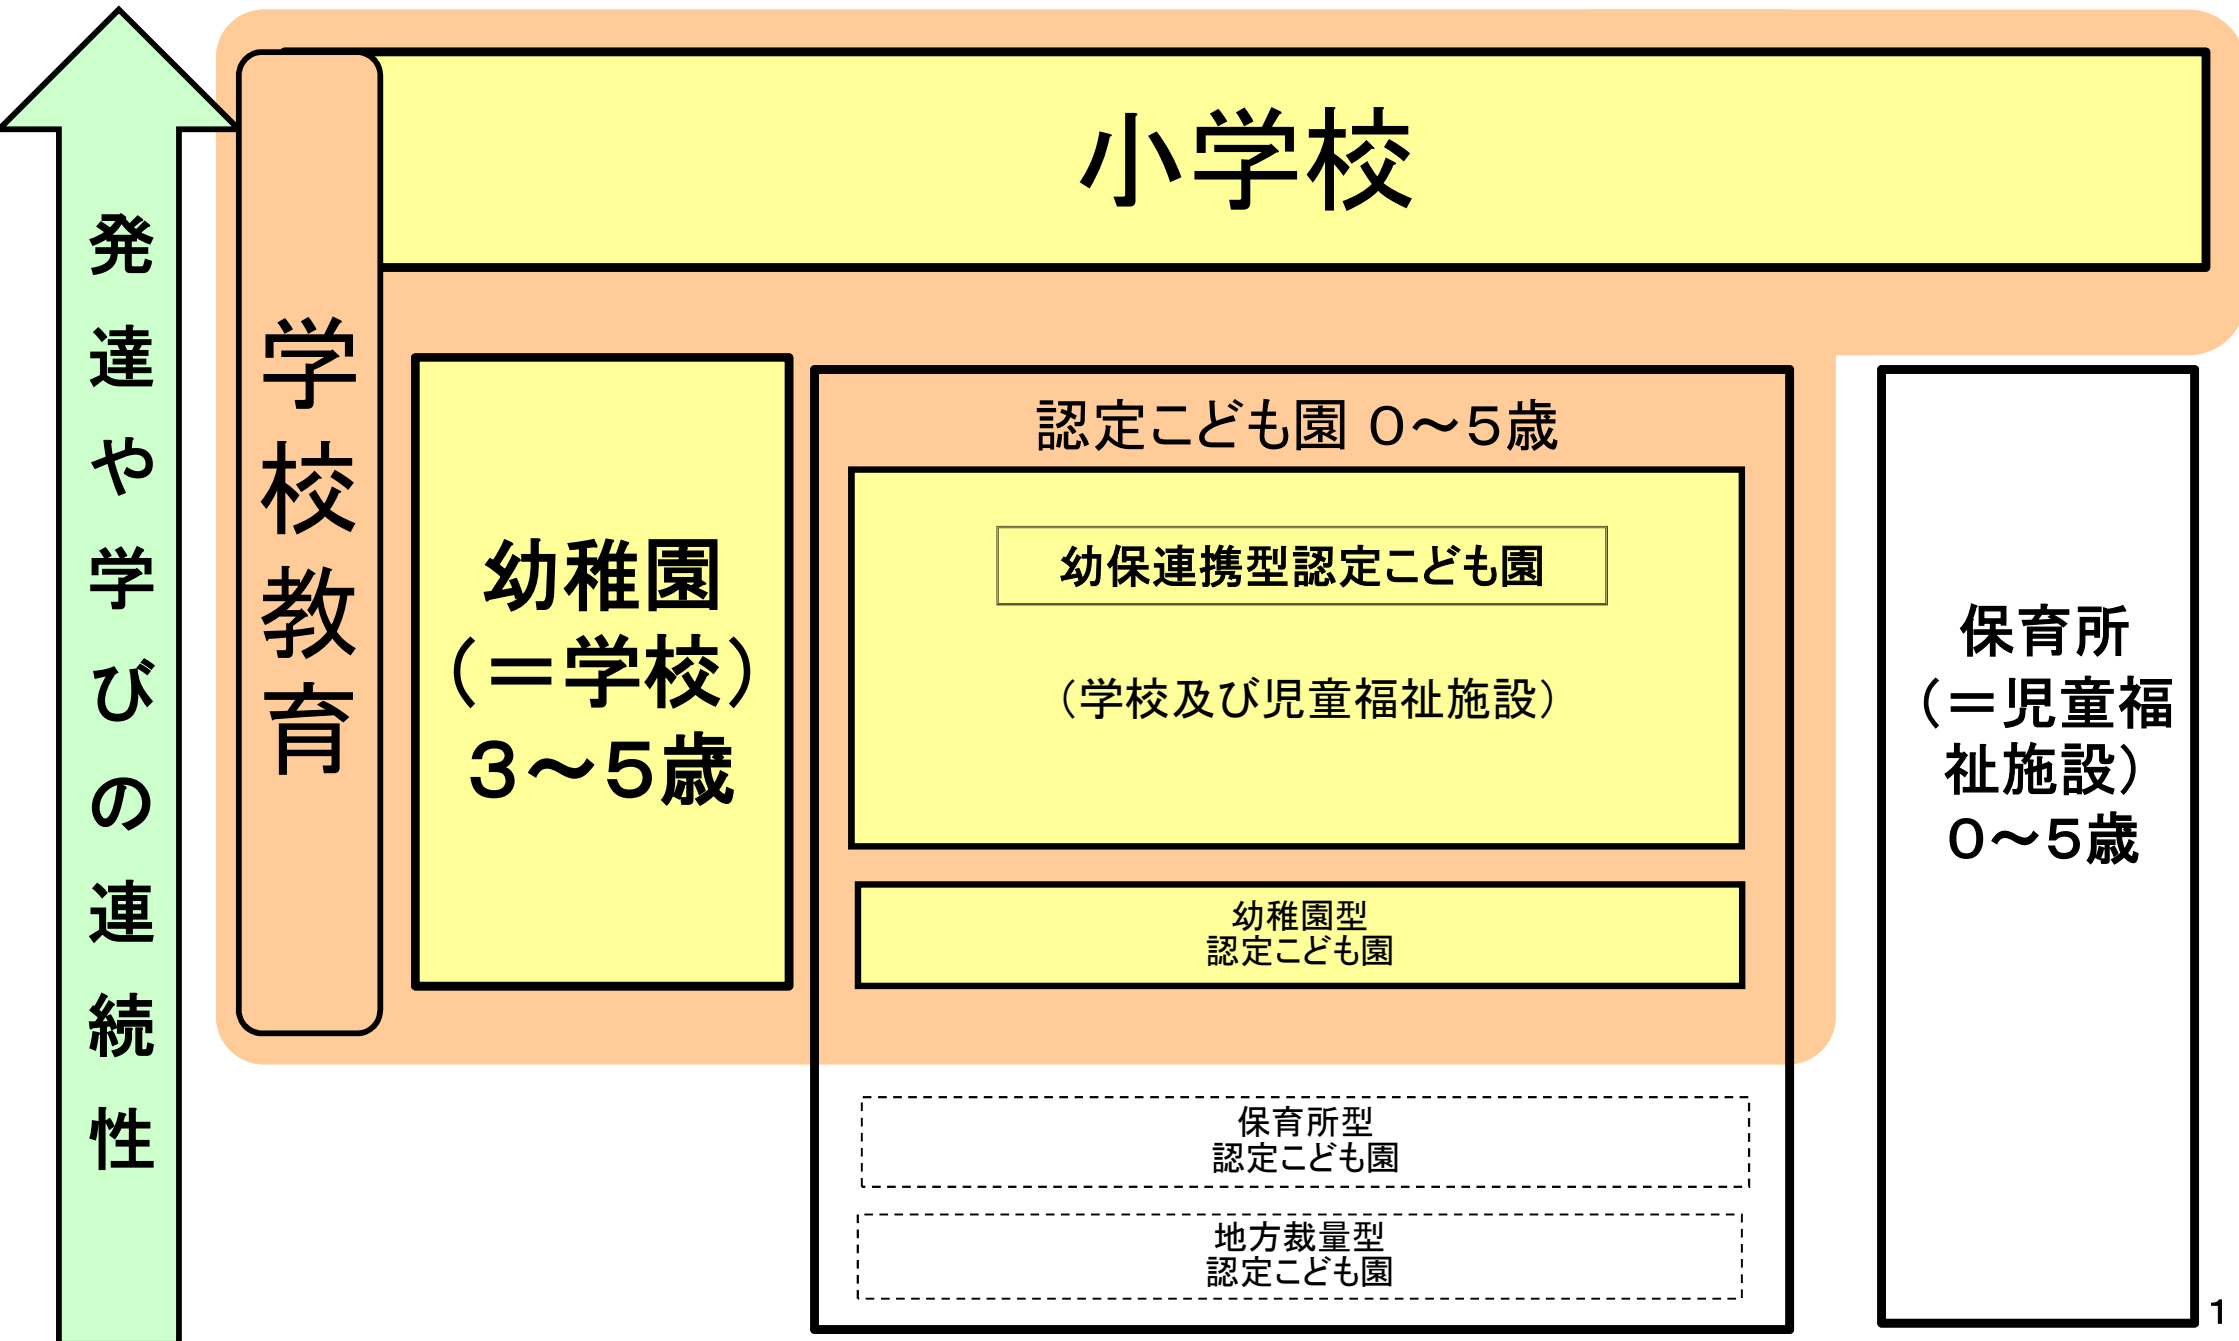 発達や学びの連続性
学校教育
小学校
幼稚園
（＝学校）
３～５歳
認定こども園 ０～５歳
幼保連携型認定こども園
（学校及び児童福祉施設）
幼稚園型
認定こども園
保育所型
認定こども園
地方裁量型
認定こども園
保育所
（＝児童福
祉施設）
０～５歳
1